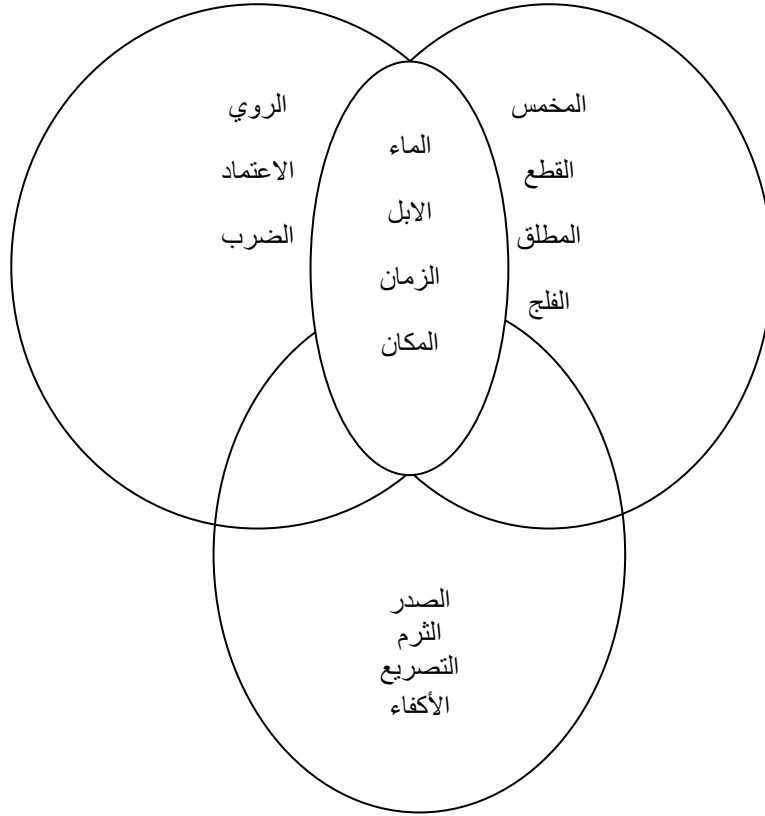 المخمس
القطع
المطلق
الفلج
الماء
الابل
الزمان
المكان
الروي
الاعتماد
الضرب
الصدر
الثرم
التصريع
الأكفاء